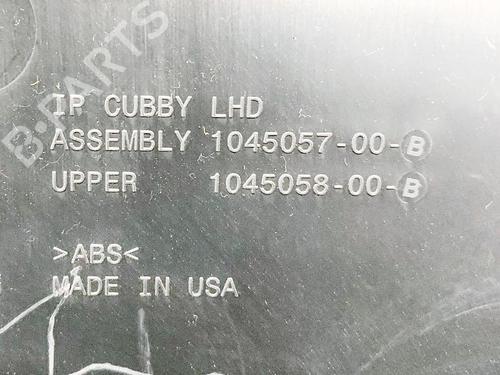 IP CUBBY LHD
ASSEMBLY 1045057-00-B
UPPER 1045058-00-B
>ABS<
MADE IN USA
B-PARTS